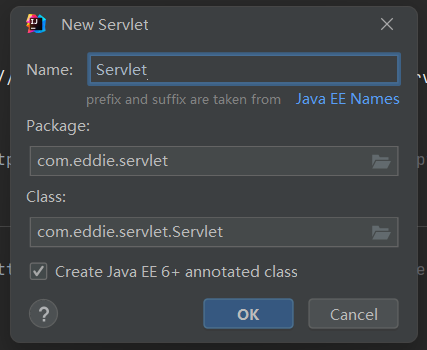 New Servlet
Name:
Servlet
prefix and suffix are taken from Java EE Names
Package:
com.eddie.servlet
Class:
com.eddie.servlet.Servlet
Create Java EE 6+ annotated class
?
OK
Cancel